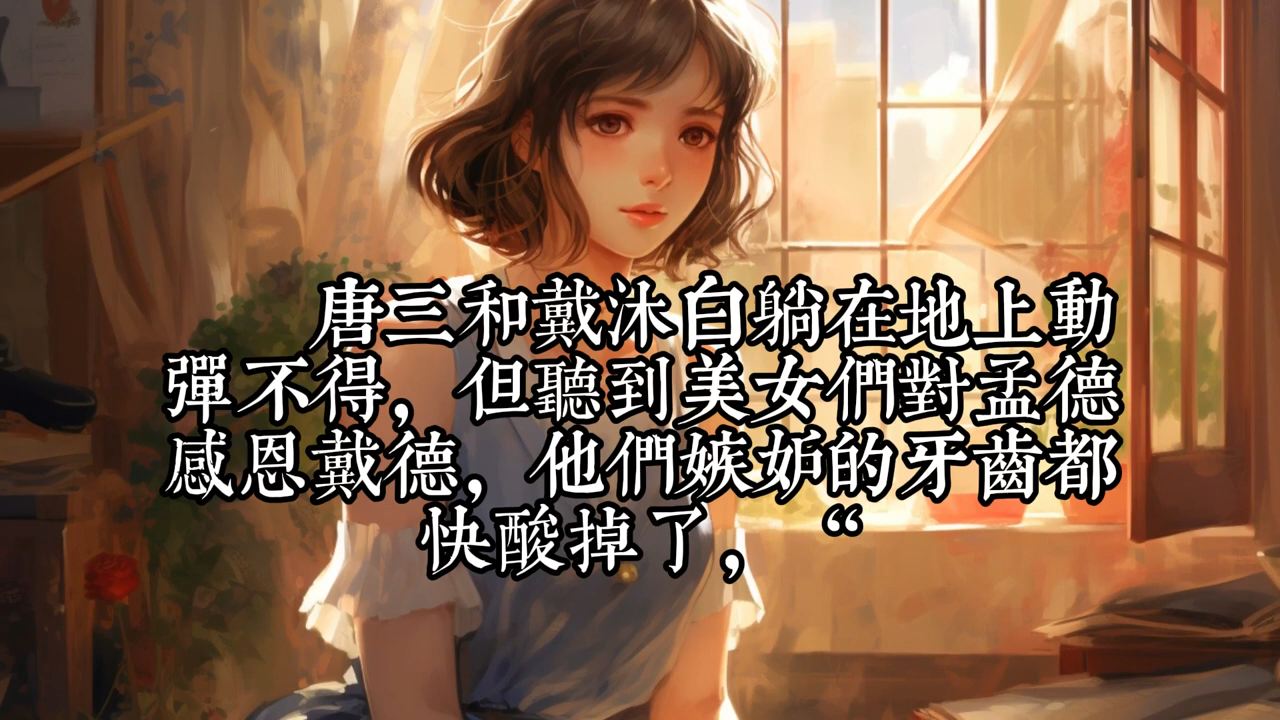 唐三和戴沐白躺在地上動
彈不得，但聽到美女們對孟德
感恩戴德，他們嫉妒的牙齒都
快酸掉了，“